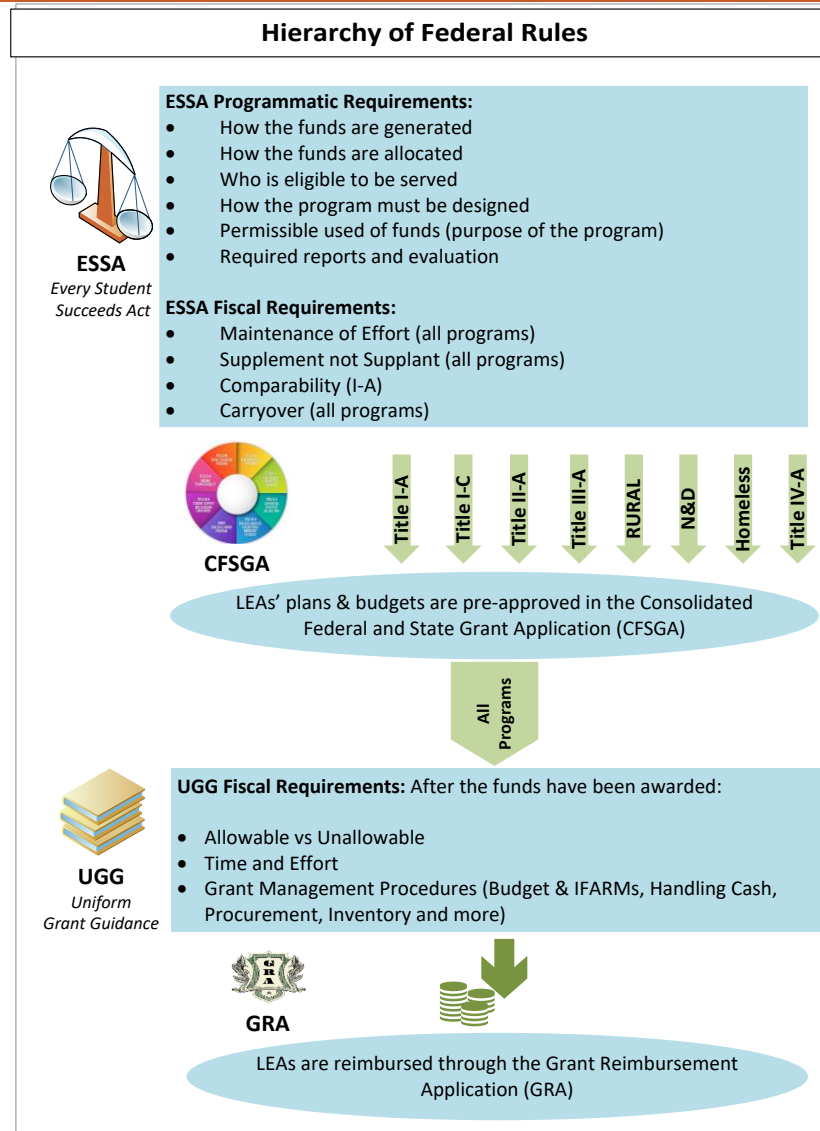 Hierarchy of Federal Rules
ESSA Programmatic Requirements:
• How the funds are generated
• How the funds are allocated
• Who is eligible to be served
• How the program must be designed
• Permissible used of funds (purpose of the program)
• Required reports and evaluation
ESSA
Every Student
Succeeds Act
ESSA Fiscal Requirements:
• Maintenance of Effort (all programs)
• Supplement not Supplant (all programs)
• Comparability (I-A)
• Carryover (all programs)
CFSGA
Title I-A
Title I-C
Title II-A
Title III-A
RURAL
N&D
Homeless
Title IV-A
LEAs’ plans & budgets are pre-approved in the Consolidated
Federal and State Grant Application (CFSGA)
All
Programs
UGG Fiscal Requirements: After the funds have been awarded:
• Allowable vs Unallowable
• Time and Effort
• Grant Management Procedures (Budget & IFARMs, Handling Cash,
Procurement, Inventory and more)
UGG
Uniform
Grant Guidance
GRA
GRA
LEAs are reimbursed through the Grant Reimbursement
Application (GRA)